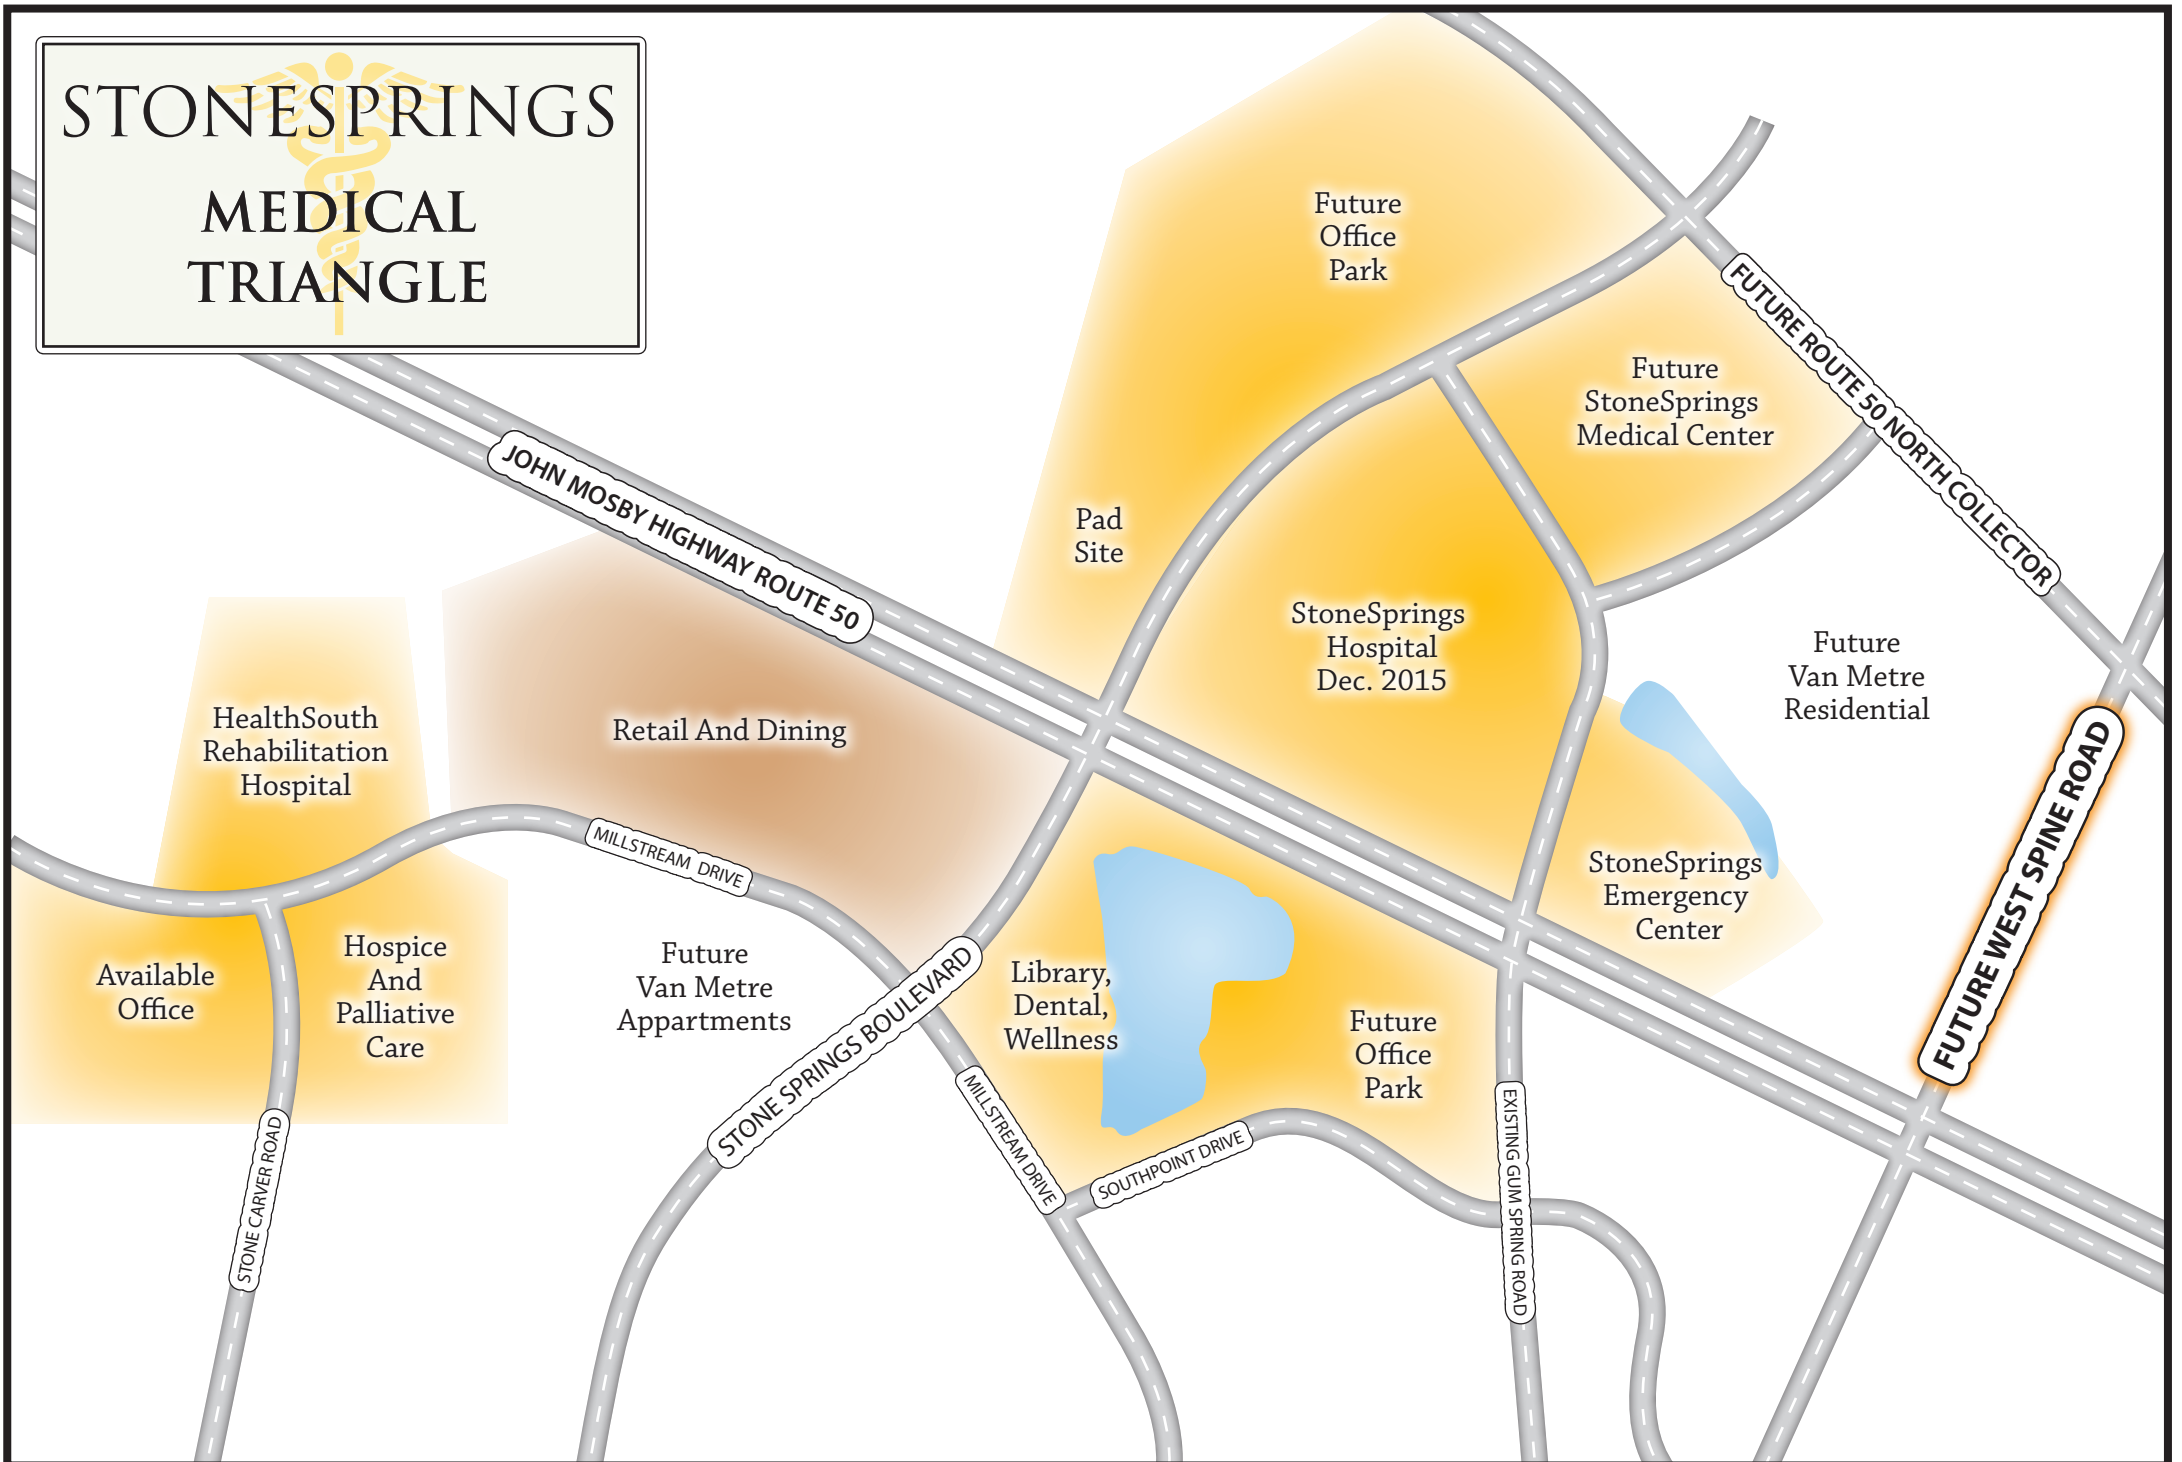 STONESPRINGS
MEDICAL
TRIANGLE
Future
Office
Park
FUTURE ROUTE 50 NORTH COLLECTOR
Future
StoneSprings
Medical Center
JOHN MOSBY HIGHWAY ROUTE 50
Pad
Site
StoneSprings
Hospital
Dec. 2015
Future
Van Metre
Residential
HealthSouth
Rehabilitation
Hospital
Retail And Dining
FUTURE WEST SPINE ROAD
MILLSTREAM DRIVE
StoneSprings
Emergency
Center
Available
Office
Hospice
And
Palliative
Care
Future
Van Metre
Appartments
STONE SPRINGS BOULEVARD
Library,
Dental,
Wellness
Future
Office
Park
MILLSTREAM DRIVE
SOUTHPOINT DRIVE
EXISTING GUM SPRING ROAD
STONE CARVER ROAD